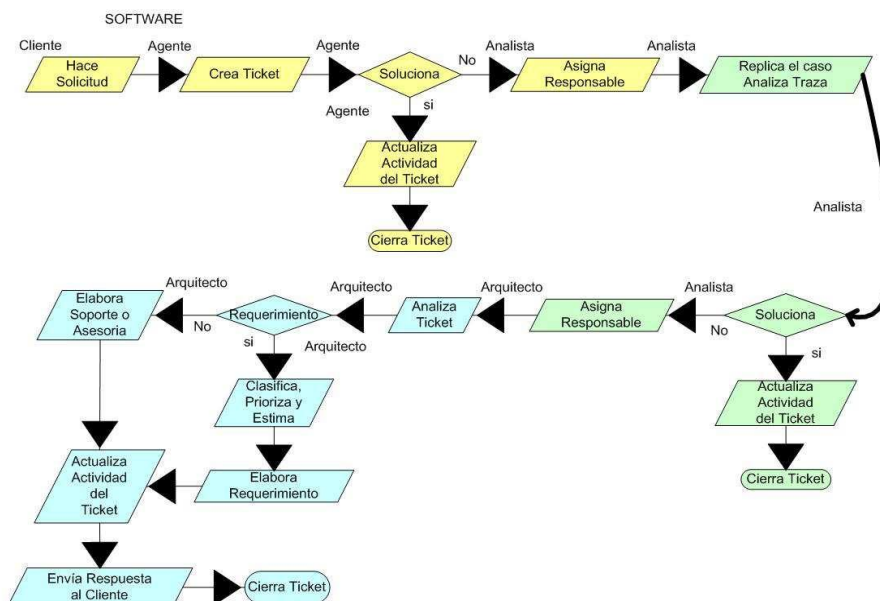 SOFTWARE
Cliente
Hace
Solicitud
Agente
Crea Ticket
Agente
Soluciona
No
si
Analista
Asigna
Responsable
Analista
Replica el caso
Analiza Traza
Agente
Actualiza
Actividad
del Ticket
Cierra Ticket
Analista
Soluciona
No
si
Analista
Asigna
Responsable
Arquitecto
Analiza
Ticket
Arquitecto
Requerimiento
No
si
Arquitecto
Elabora
Soporte o
Asesoria
Arquitecto
Clasifica,
Prioriza y
Estima
Elabora
Requerimiento
Actualiza
Actividad
del
Ticket
Envía Respuesta
al Cliente
Cierra Ticket
Actualiza
Actividad
del Ticket
Cierra Ticket